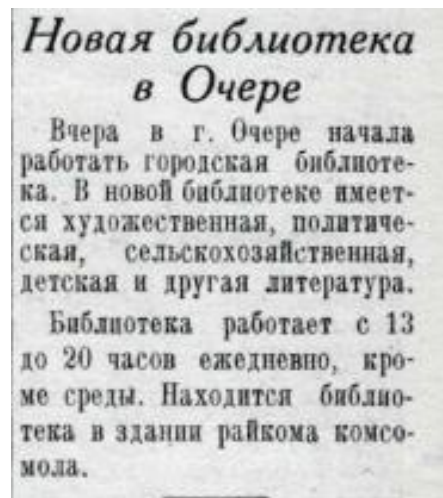 Новая библиотека
в Очере
Вчера в г. Очере начала
работать городская библиоте-
ка. В новой библиотеке имеет-
ся художественная, политиче-
ская, сельскохозяйственная,
детская и другая литература.
Библиотека работает с 13
до 20 часов ежедневно, кро-
ме среды. Находится библио-
тека в здании райкома комсо-
мола.